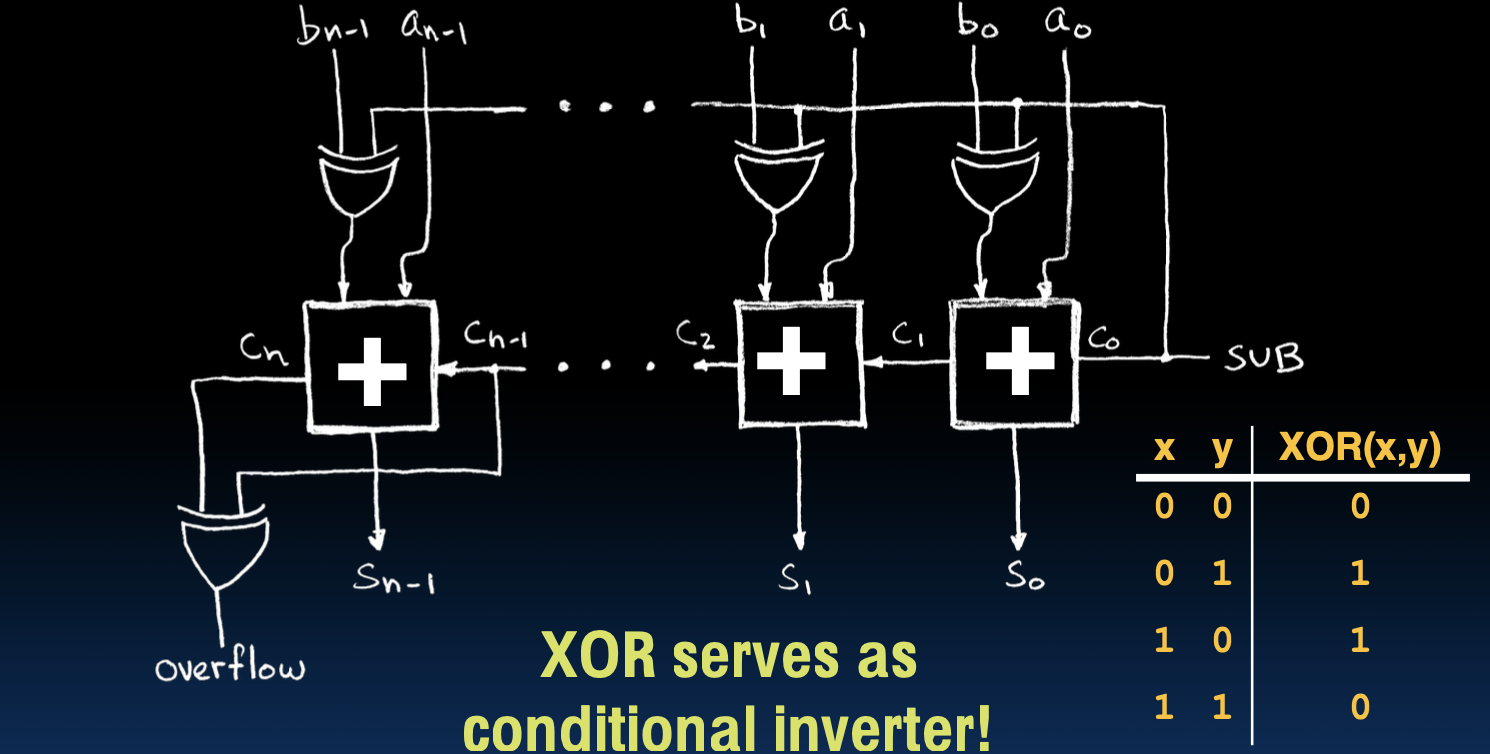 bn-1 an-1 b1 a1 b0 a0
cn cn-1 c2 c1 c0 SUB
x y XOR(x,y)
0 0 0
0 1 1
1 0 1
1 1 0
sn-1 s1 s0
overflow
XOR serves as
conditional inverter!